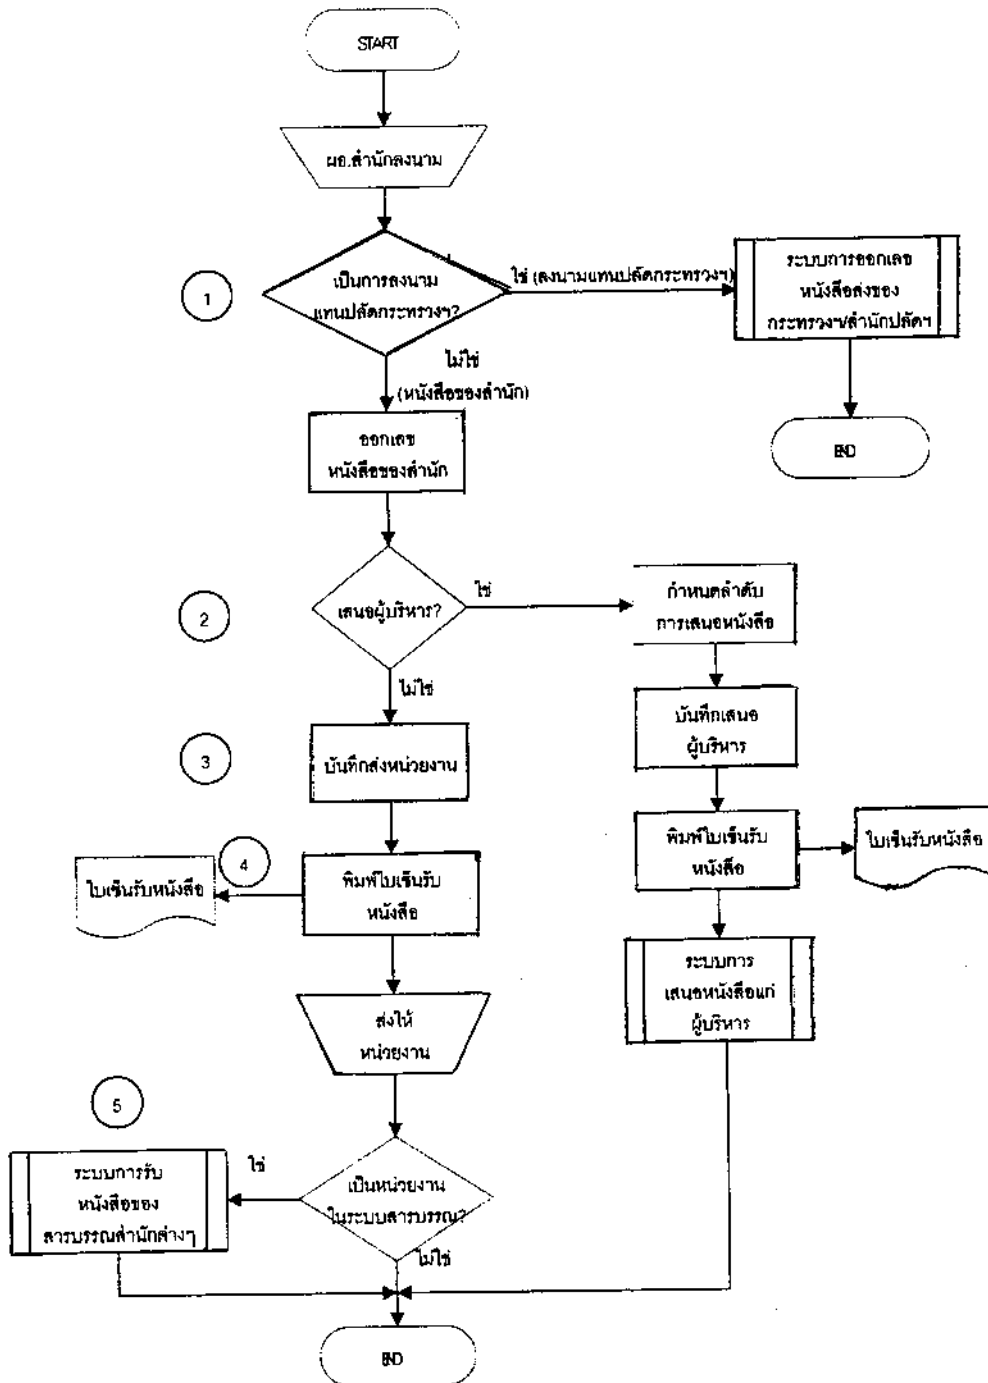 START
ผอ.สำนักลงนาม
1
เป็นการลงนาม
แทนปลัดกระทรวงฯ?
ใช่ (ลงนามแทนปลัดกระทรวงฯ)
ระบบการออกเลข
หนังสือส่งของ
กระทรวงฯ/สำนักปลัดฯ
END
ไม่ใช่
(หนังสือของสำนัก)
ออกเลข
หนังสือของสำนัก
2
เสนอผู้บริหาร?
ใช่
กำหนดลำดับ
การเสนอหนังสือ
บันทึกเสนอ
ผู้บริหาร
พิมพ์ใบเซ็นรับ
หนังสือ
ใบเซ็นรับหนังสือ
ระบบการ
เสนอหนังสือแก่
ผู้บริหาร
ไม่ใช่
3
บันทึกส่งหน่วยงาน
4
ใบเซ็นรับหนังสือ
พิมพ์ใบเซ็นรับ
หนังสือ
ส่งให้
หน่วยงาน
5
เป็นหน่วยงาน
ในระบบสารบรรณ?
ใช่
ระบบการรับ
หนังสือของ
สารบรรณสำนักต่างๆ
ไม่ใช่
END